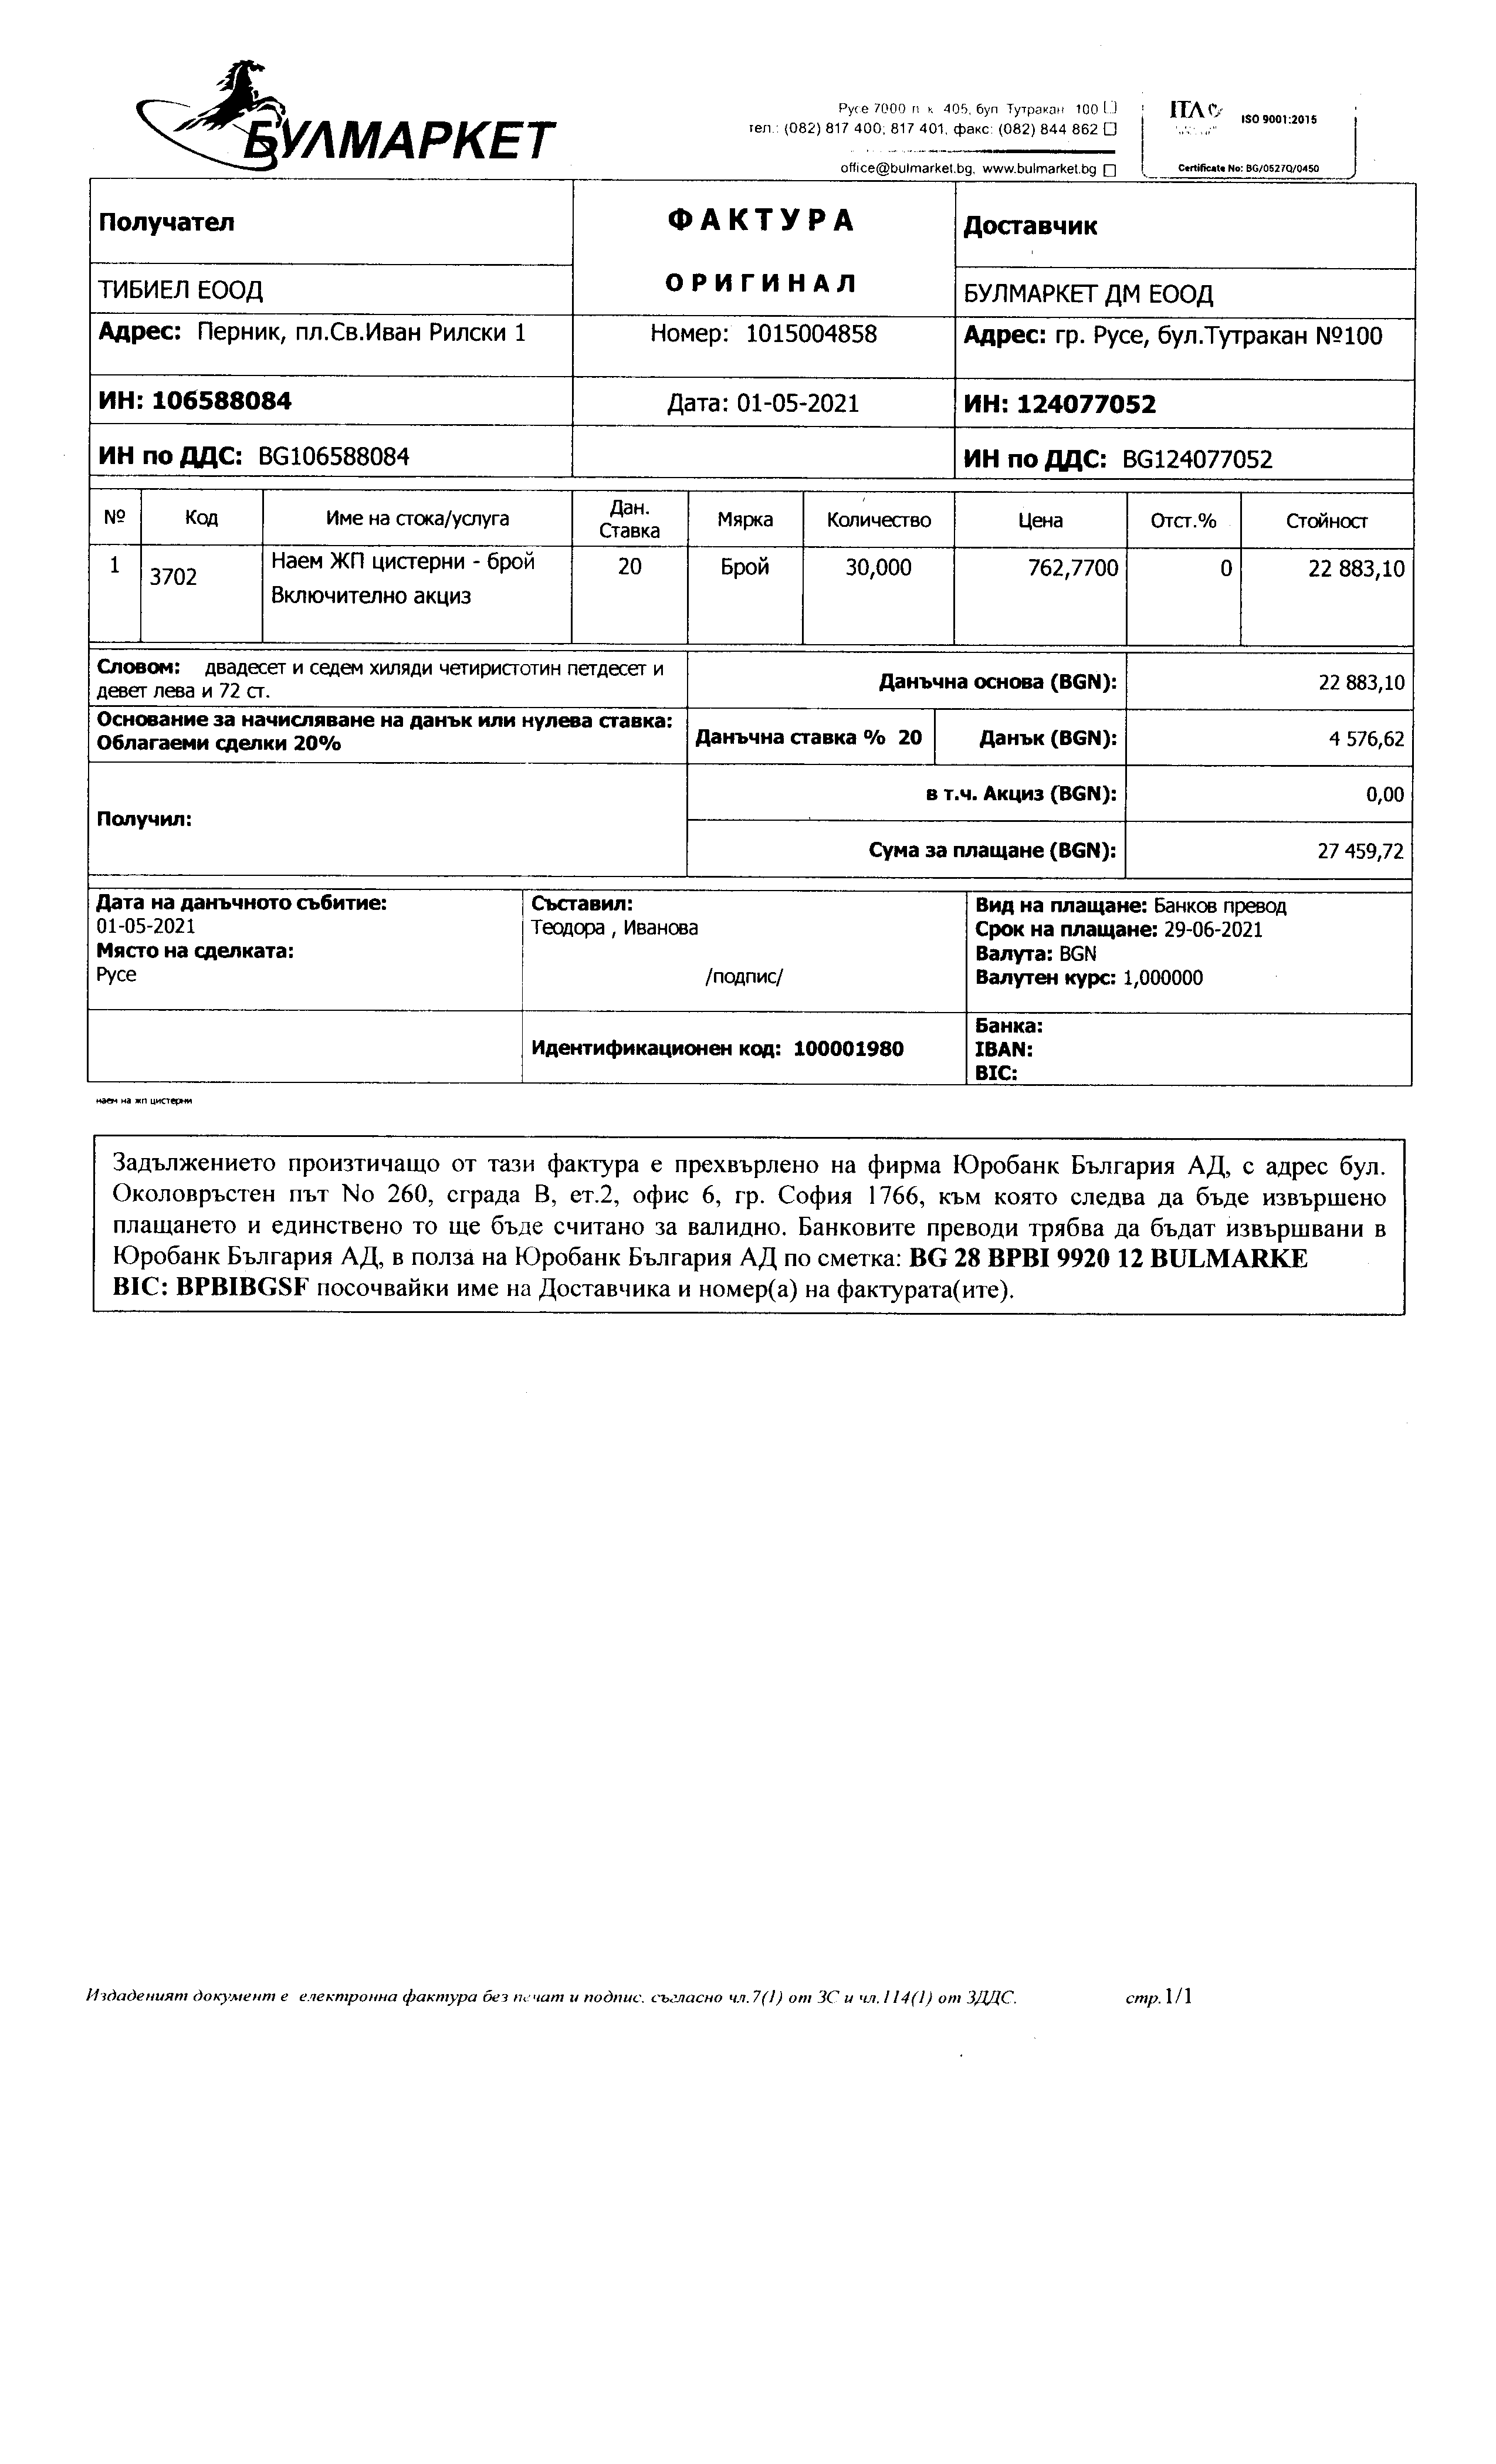 БУЛМАРКЕТ
Русе 7000 п к 405, бул Тутракан 100
тел.: (082) 817 400; 817 401, факс: (082) 844 862
office@bulmarket.bg, www.bulmarket.bg
ISO 9001:2015
Certificate No: BG/0527Q/0450
Получател
ФАКТУРА
Доставчик
ОРИГИНАЛ
ТИБИЕЛ ЕООД
БУЛМАРКЕТ ДМ ЕООД
Адрес: Перник, пл.Св.Иван Рилски 1
Номер: 1015004858
Адрес: гр. Русе, бул.Тутракан №100
ИН: 106588084
Дата: 01-05-2021
ИН: 124077052
ИН по ДДС: BG106588084
ИН по ДДС: BG124077052
№ Код Име на стока/услуга Дан. Ставка Мярка Количество Цена Отст.% Стойност
1 3702 Наем ЖП цистерни - брой 20 Брой 30,000 762,7700 0 22 883,10
Включително акциз
Словом: двадесет и седем хиляди четиристотин петдесет и
девет лева и 72 ст.
Данъчна основа (BGN): 22 883,10
Основание за начисляване на данък или нулева ставка:
Облагаеми сделки 20%
Данъчна ставка % 20 Данък (BGN): 4 576,62
в т.ч. Акциз (BGN): 0,00
Получил:
Сума за плащане (BGN): 27 459,72
Дата на данъчното събитие:
01-05-2021
Място на сделката:
Русе
Съставил:
Теодора , Иванова
/подпис/
Вид на плащане: Банков превод
Срок на плащане: 29-06-2021
Валута: BGN
Валутен курс: 1,000000
Идентификационен код: 100001980
Банка:
IBAN:
BIC:
наем на жп цистерни
Задължението произтичащо от тази фактура е прехвърлено на фирма Юробанк България АД, с адрес бул.
Околовръстен път No 260, сграда В, ет.2, офис 6, гр. София 1766, към която следва да бъде извършено
плащането и единствено то ще бъде считано за валидно. Банковите преводи трябва да бъдат извършвани в
Юробанк България АД, в полза на Юробанк България АД по сметка: BG 28 BPBI 9920 12 BULMARKE
BIC: BPBIBGSF посочвайки име на Доставчика и номер(а) на фактурата(ите).
Издаденият документ е електронна фактура без печат и подпис. съгласно чл.7(1) от ЗС и чл.114(1) от ЗДДС. стр.1/1